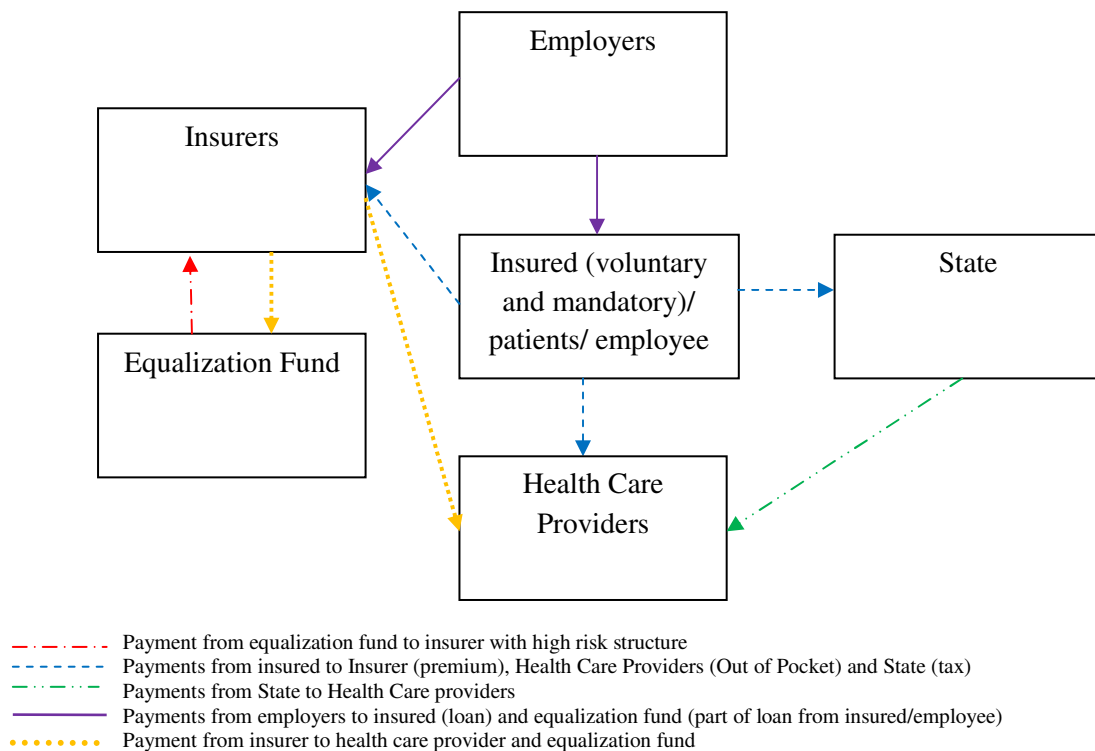 Employers
Insurers
Insured (voluntary
and mandatory)/
patients/ employee
State
Equalization Fund
Health Care
Providers
Payment from equalization fund to insurer with high risk structure
Payments from insured to Insurer (premium), Health Care Providers (Out of Pocket) and State (tax)
Payments from State to Health Care providers
Payments from employers to insured (loan) and equalization fund (part of loan from insured/employee)
Payment from insurer to health care provider and equalization fund